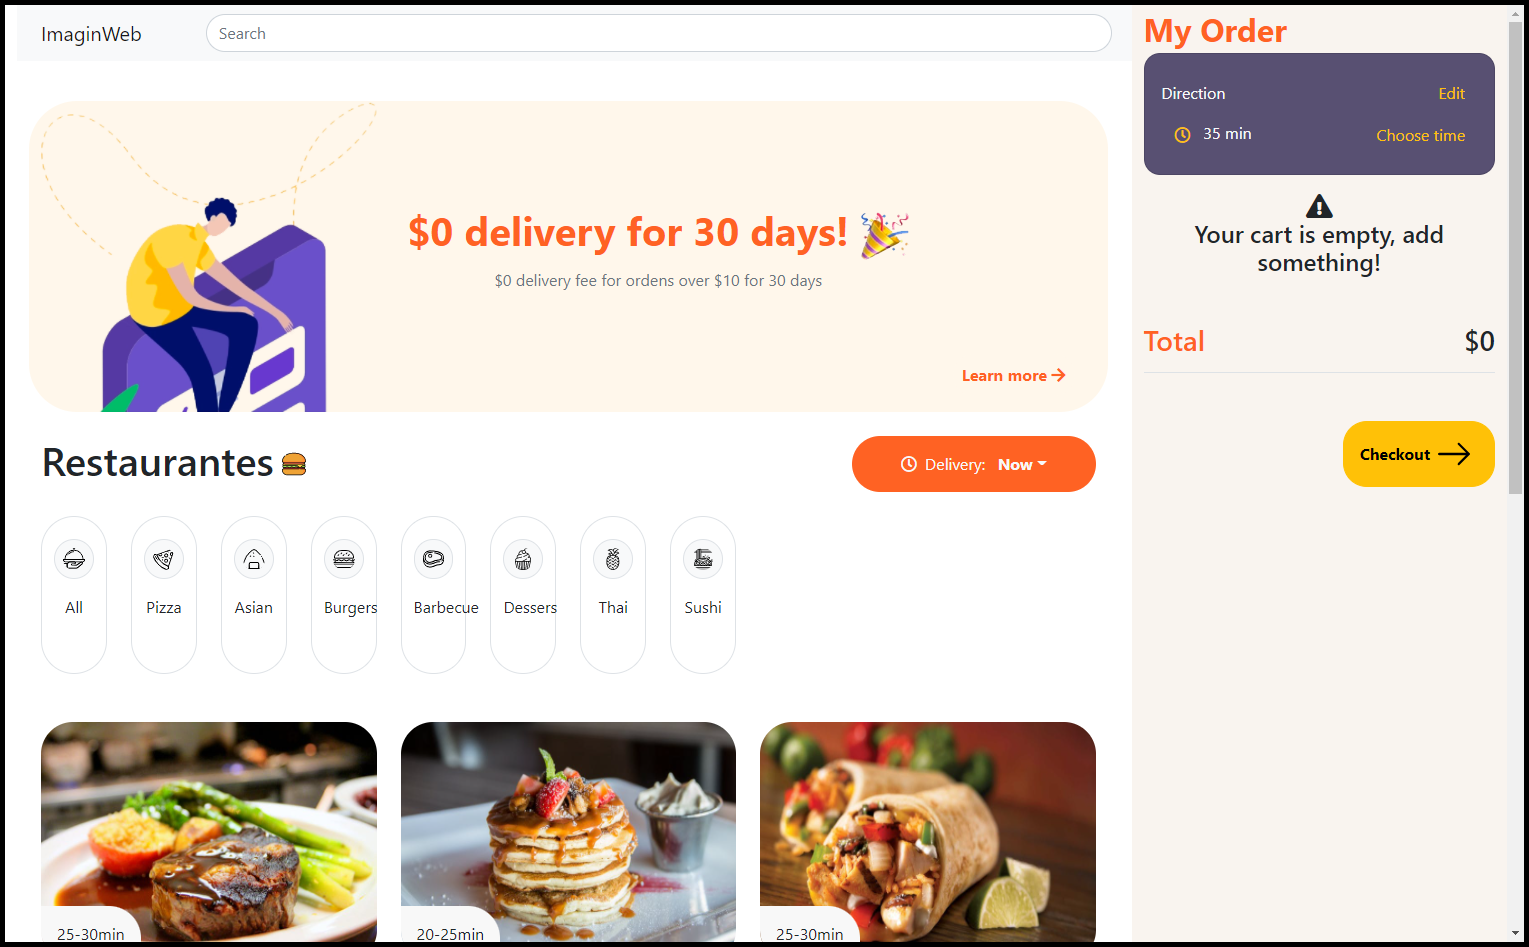 ImaginWeb
Search
My Order
Direction
Edit
35 min
Choose time
Your cart is empty, add
something!
Total
$0
Checkout
$0 delivery for 30 days!
$0 delivery fee for ordens over $10 for 30 days
Learn more
Restaurantes
Delivery: Now
All
Pizza
Asian
Burgers
Barbecue
Dessers
Thai
Sushi
25-30min
20-25min
25-30min